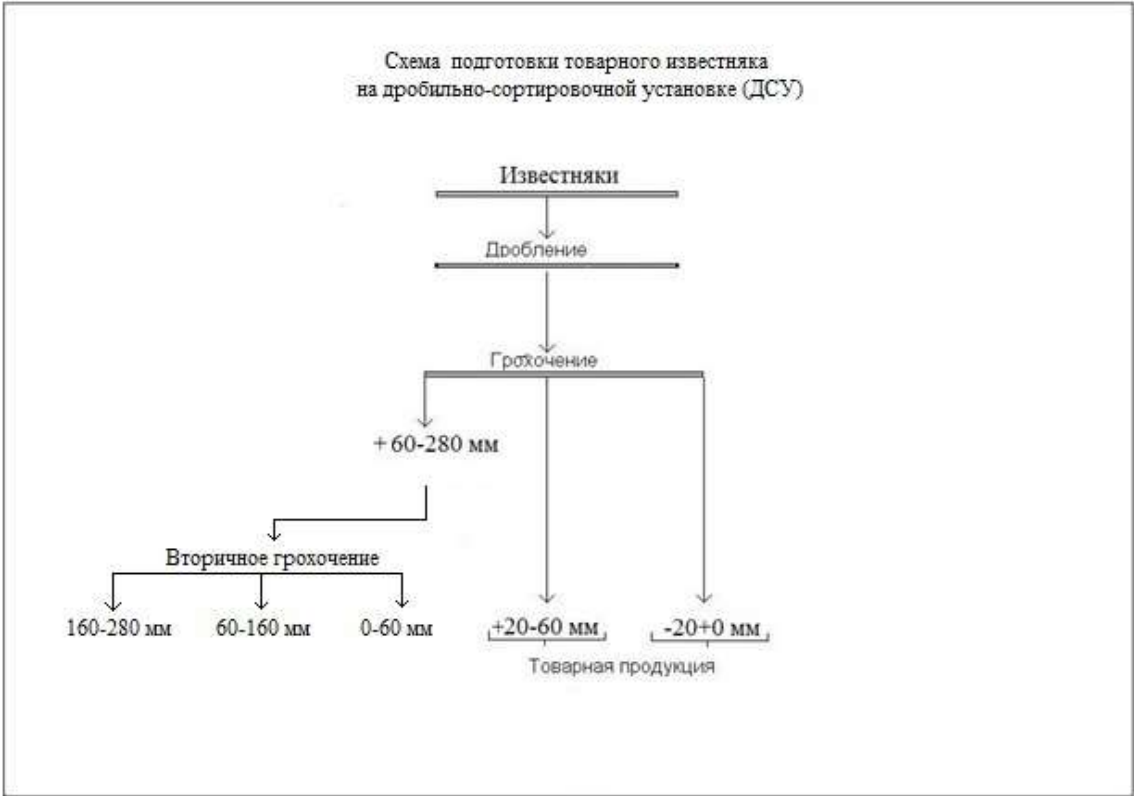 Схема подготовки товарного известняка
на дробильно-сортировочной установке (ДСУ)
Известняки
Дробление
Грохочение
+ 60-280 мм
Вторичное грохочение
160-280 мм
60-160 мм
0-60 мм
+20-60 мм
-20+0 мм
Товарная продукция